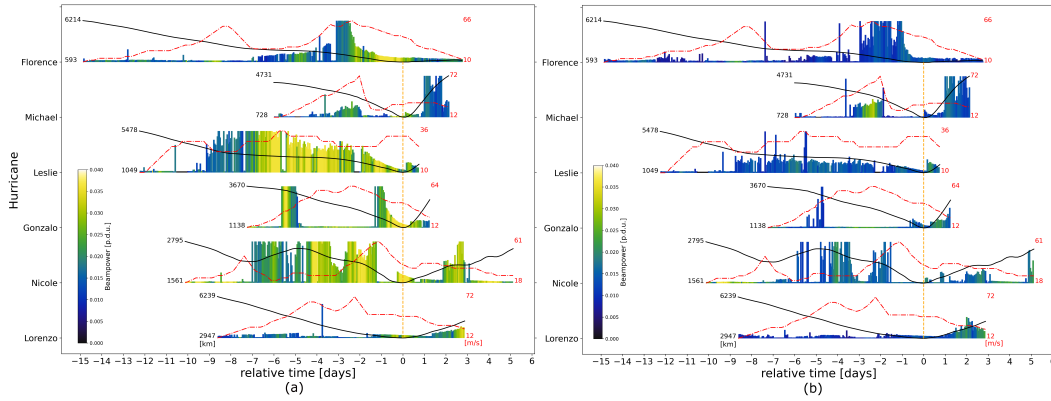 6214
66
593
10
Florence
4731
72
728
12
Michael
5478
36
1049
10
Leslie
3670
64
1138
12
Gonzalo
2795
61
1561
18
Nicole
6239
72
2947
[km]
12
[m/s]
Lorenzo
Hurricane
Beampower [p.d.u.]
0.040
0.035
0.030
0.025
0.020
0.015
0.010
0.005
0.000
−15 −14 −13 −12 −11 −10 −9 −8 −7 −6 −5 −4 −3 −2 −1 0 1 2 3 4 5 6
relative time [days]
(a)
6214
66
593
10
Florence
4731
72
728
12
Michael
5478
36
1049
10
Leslie
3670
64
1138
12
Gonzalo
2795
61
1561
18
Nicole
6239
72
2947
[km]
12
[m/s]
Lorenzo
Beampower [p.d.u.]
0.040
0.035
0.030
0.025
0.020
0.015
0.010
0.005
0.000
−15 −14 −13 −12 −11 −10 −9 −8 −7 −6 −5 −4 −3 −2 −1 0 1 2 3 4 5 6
relative time [days]
(b)